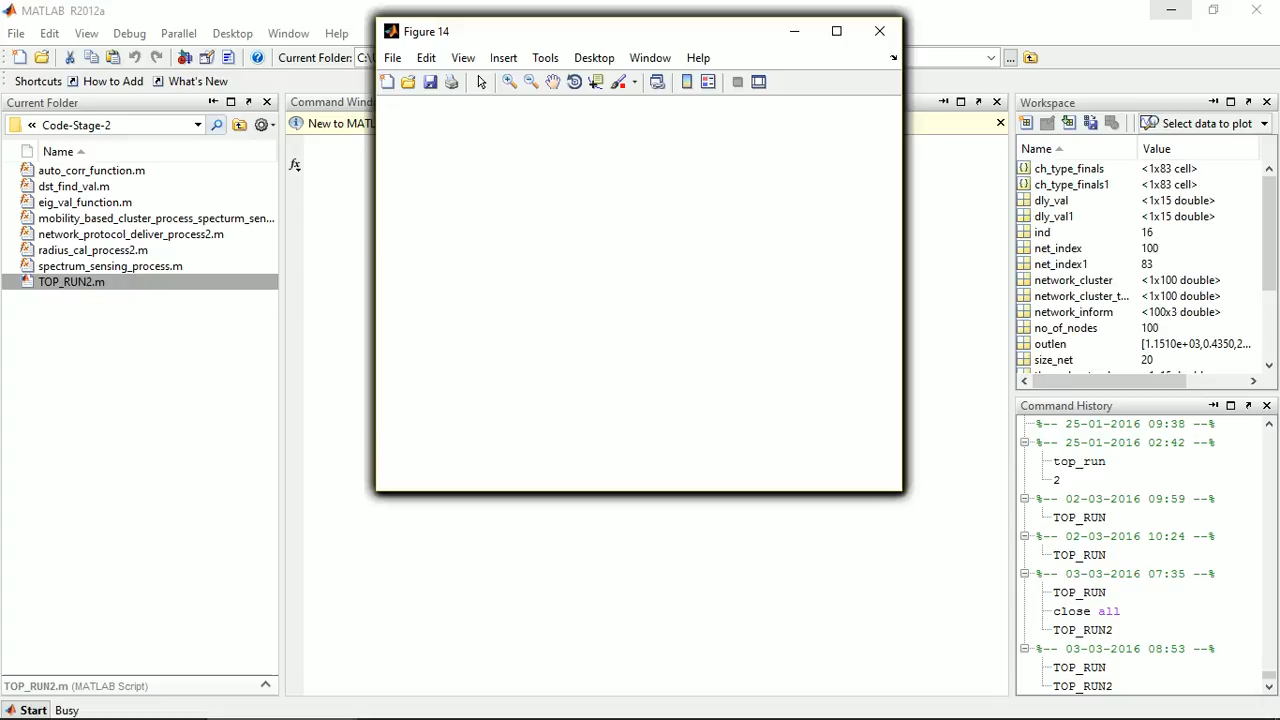 MATLAB R2012a
File Edit View Debug Parallel Desktop Window Help
Current Folder: C:\
Shortcuts How to Add What's New
Current Folder
« Code-Stage-2
Name
auto_corr_function.m
dst_find_val.m
eig_val_function.m
mobility_based_cluster_process_specturm_sen...
network_protocol_deliver_process2.m
radius_cal_process2.m
spectrum_sensing_process.m
TOP_RUN2.m
TOP_RUN2.m (MATLAB Script)
Start Busy
Command Wind
New to MATL
fx
Figure 14
File Edit View Insert Tools Desktop Window Help
Workspace
Select data to plot
Name Value
ch_type_finals <1x83 cell>
ch_type_finals1 <1x83 cell>
dly_val <1x15 double>
dly_val1 <1x15 double>
ind 16
net_index 100
net_index1 83
network_cluster <1x100 double>
network_cluster_t... <1x100 double>
network_inform <100x3 double>
no_of_nodes 100
outlen [1.1510e+03,0.4350,2...
size_net 20
Command History
%-- 25-01-2016 09:38 --%
%-- 25-01-2016 02:42 --%
top_run
2
%-- 02-03-2016 09:59 --%
TOP_RUN
%-- 02-03-2016 10:24 --%
TOP_RUN
%-- 03-03-2016 07:35 --%
TOP_RUN
close all
TOP_RUN2
%-- 03-03-2016 08:53 --%
TOP_RUN
TOP_RUN2